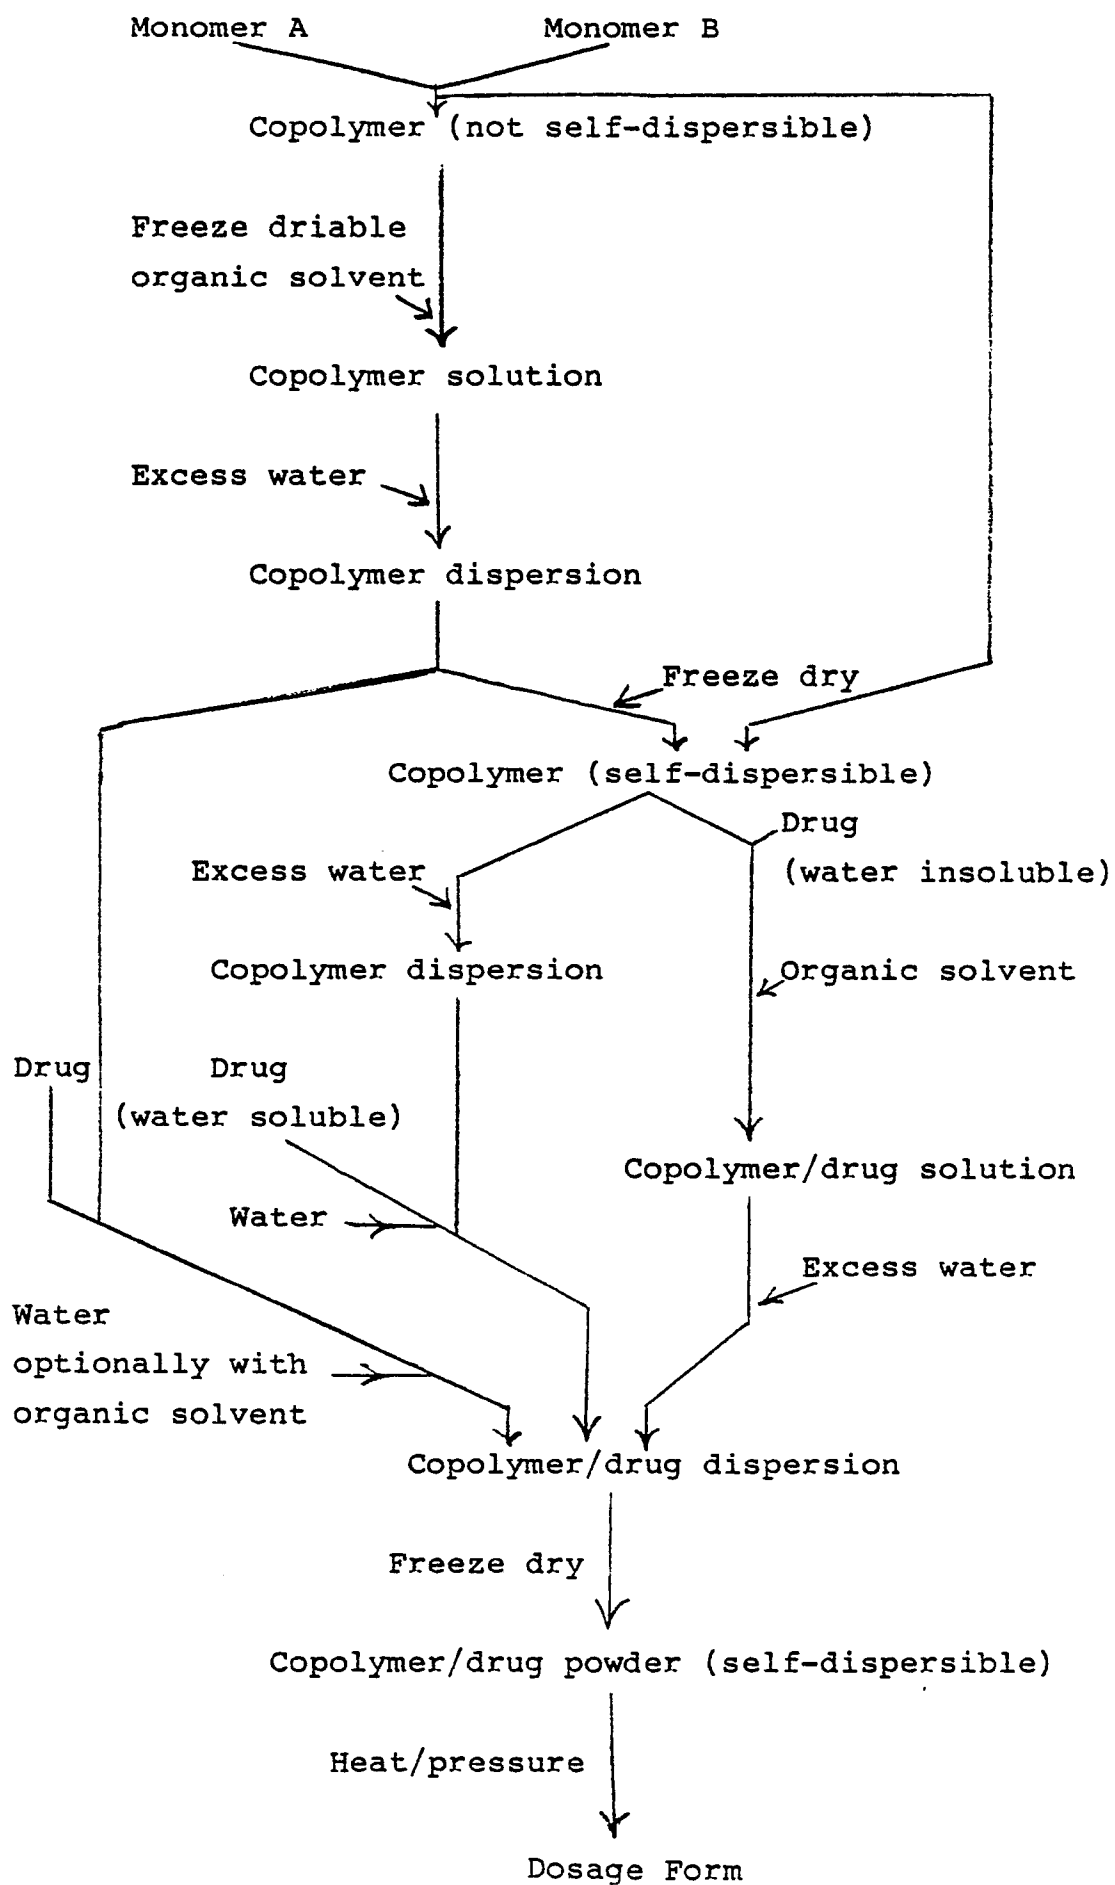 Monomer A
Monomer B
Copolymer (not self-dispersible)
Freeze driable
organic solvent
Copolymer solution
Excess water
Copolymer dispersion
Freeze dry
Copolymer (self-dispersible)
Drug
(water insoluble)
Excess water
Copolymer dispersion
Organic solvent
Drug
Drug
(water soluble)
Copolymer/drug solution
Water
Excess water
Water
optionally with
organic solvent
Copolymer/drug dispersion
Freeze dry
Copolymer/drug powder (self-dispersible)
Heat/pressure
Dosage Form